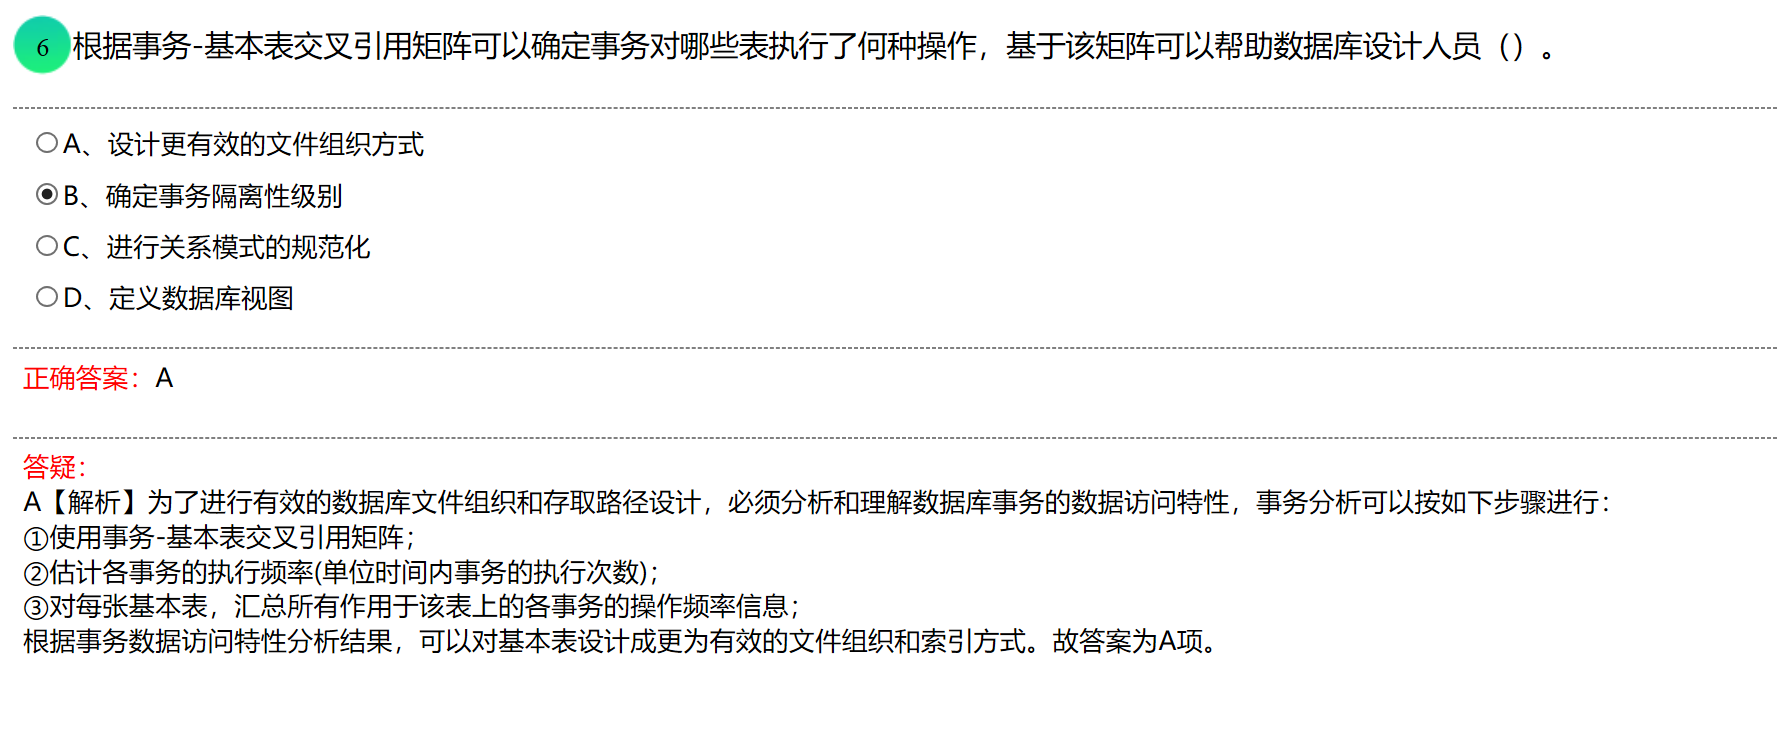 6 根据事务-基本表交叉引用矩阵可以确定事务对哪些表执行了何种操作，基于该矩阵可以帮助数据库设计人员（）。
A、设计更有效的文件组织方式
B、确定事务隔离性级别
C、进行关系模式的规范化
D、定义数据库视图
正确答案：A
答疑：
A【解析】为了进行有效的数据库文件组织和存取路径设计，必须分析和理解数据库事务的数据访问特性，事务分析可以按如下步骤进行：
①使用事务-基本表交叉引用矩阵；
②估计各事务的执行频率(单位时间内事务的执行次数)；
③对每张基本表，汇总所有作用于该表上的各事务的操作频率信息；
根据事务数据访问特性分析结果，可以对基本表设计成更为有效的文件组织和索引方式。故答案为A项。